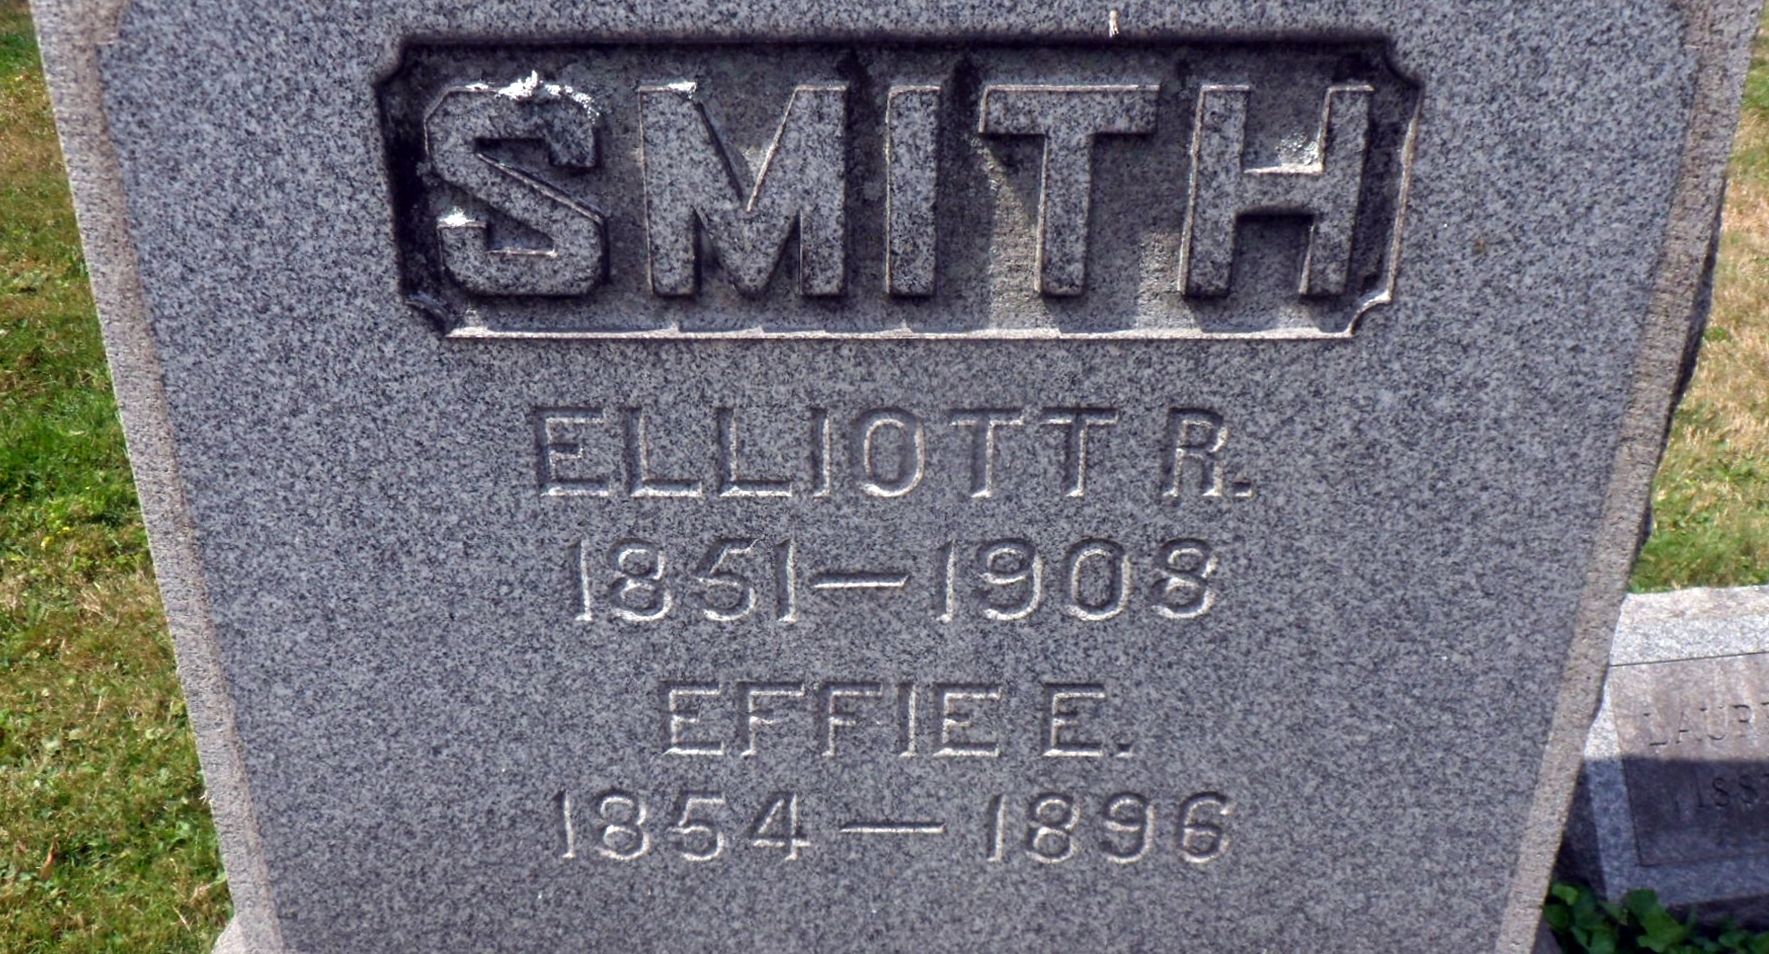 SMITH
ELLIOTT R.
1851 — 1908
EFFIE E.
1854 — 1896